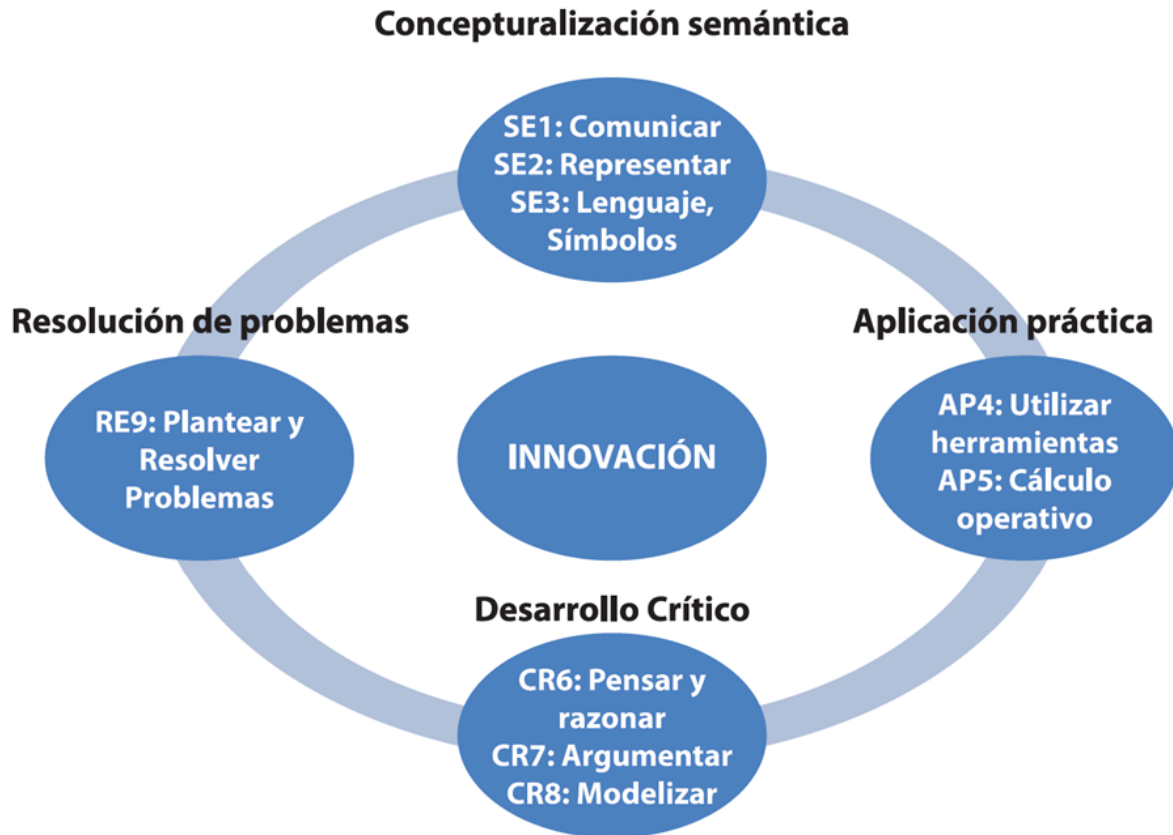 Concepturalización semántica
SE1: Comunicar
SE2: Representar
SE3: Lenguaje,
Símbolos
Resolución de problemas
RE9: Plantear y
Resolver
Problemas
INNOVACIÓN
Aplicación práctica
AP4: Utilizar
herramientas
AP5: Cálculo
operativo
Desarrollo Crítico
CR6: Pensar y
razonar
CR7: Argumentar
CR8: Modelizar